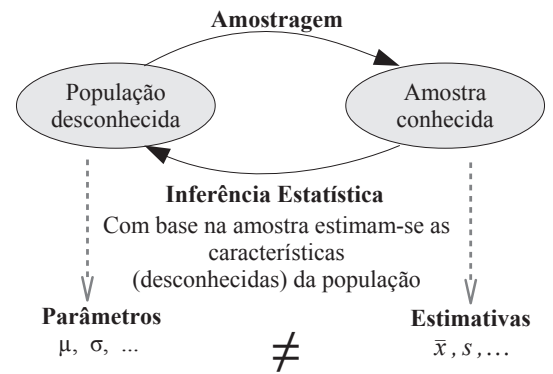 Amostragem
População
desconhecida
Amostra
conhecida
Inferência Estatística
Com base na amostra estimam-se as
características
(desconhecidas) da população
Parâmetros
μ, σ, ...
≠
Estimativas
x̄ , s , ...